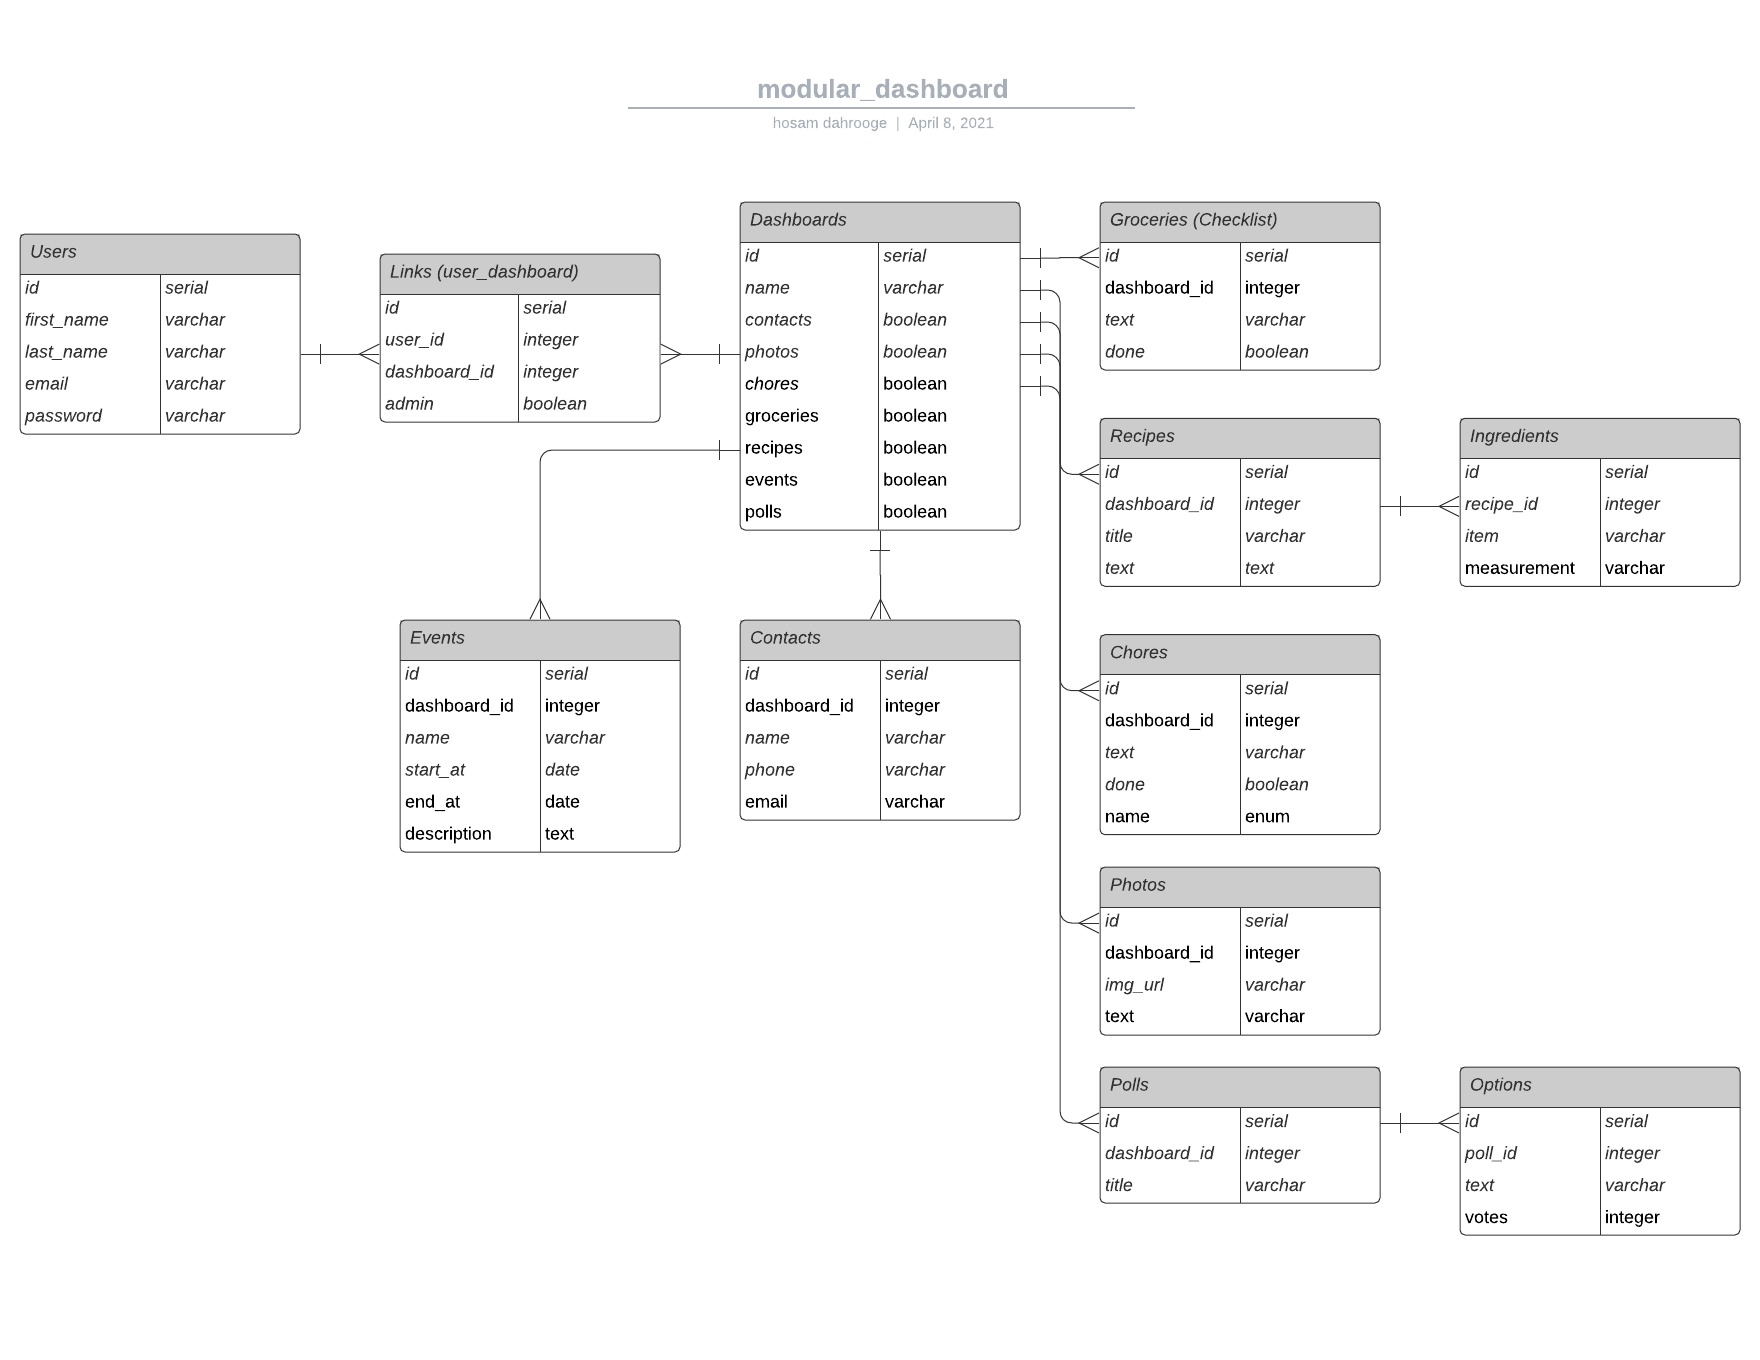 modular_dashboard
hosam dahrooge | April 8, 2021
Users
id serial
first_name varchar
last_name varchar
email varchar
password varchar
Links (user_dashboard)
id serial
user_id integer
dashboard_id integer
admin boolean
Dashboards
id serial
name varchar
contacts boolean
photos boolean
chores boolean
groceries boolean
recipes boolean
events boolean
polls boolean
Groceries (Checklist)
id serial
dashboard_id integer
text varchar
done boolean
Recipes
id serial
dashboard_id integer
title varchar
text text
Ingredients
id serial
recipe_id integer
item varchar
measurement varchar
Events
id serial
dashboard_id integer
name varchar
start_at date
end_at date
description text
Contacts
id serial
dashboard_id integer
name varchar
phone varchar
email varchar
Chores
id serial
dashboard_id integer
text varchar
done boolean
name enum
Photos
id serial
dashboard_id integer
img_url varchar
text varchar
Polls
id serial
dashboard_id integer
title varchar
Options
id serial
poll_id integer
text varchar
votes integer